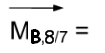 M_B,8/7 =